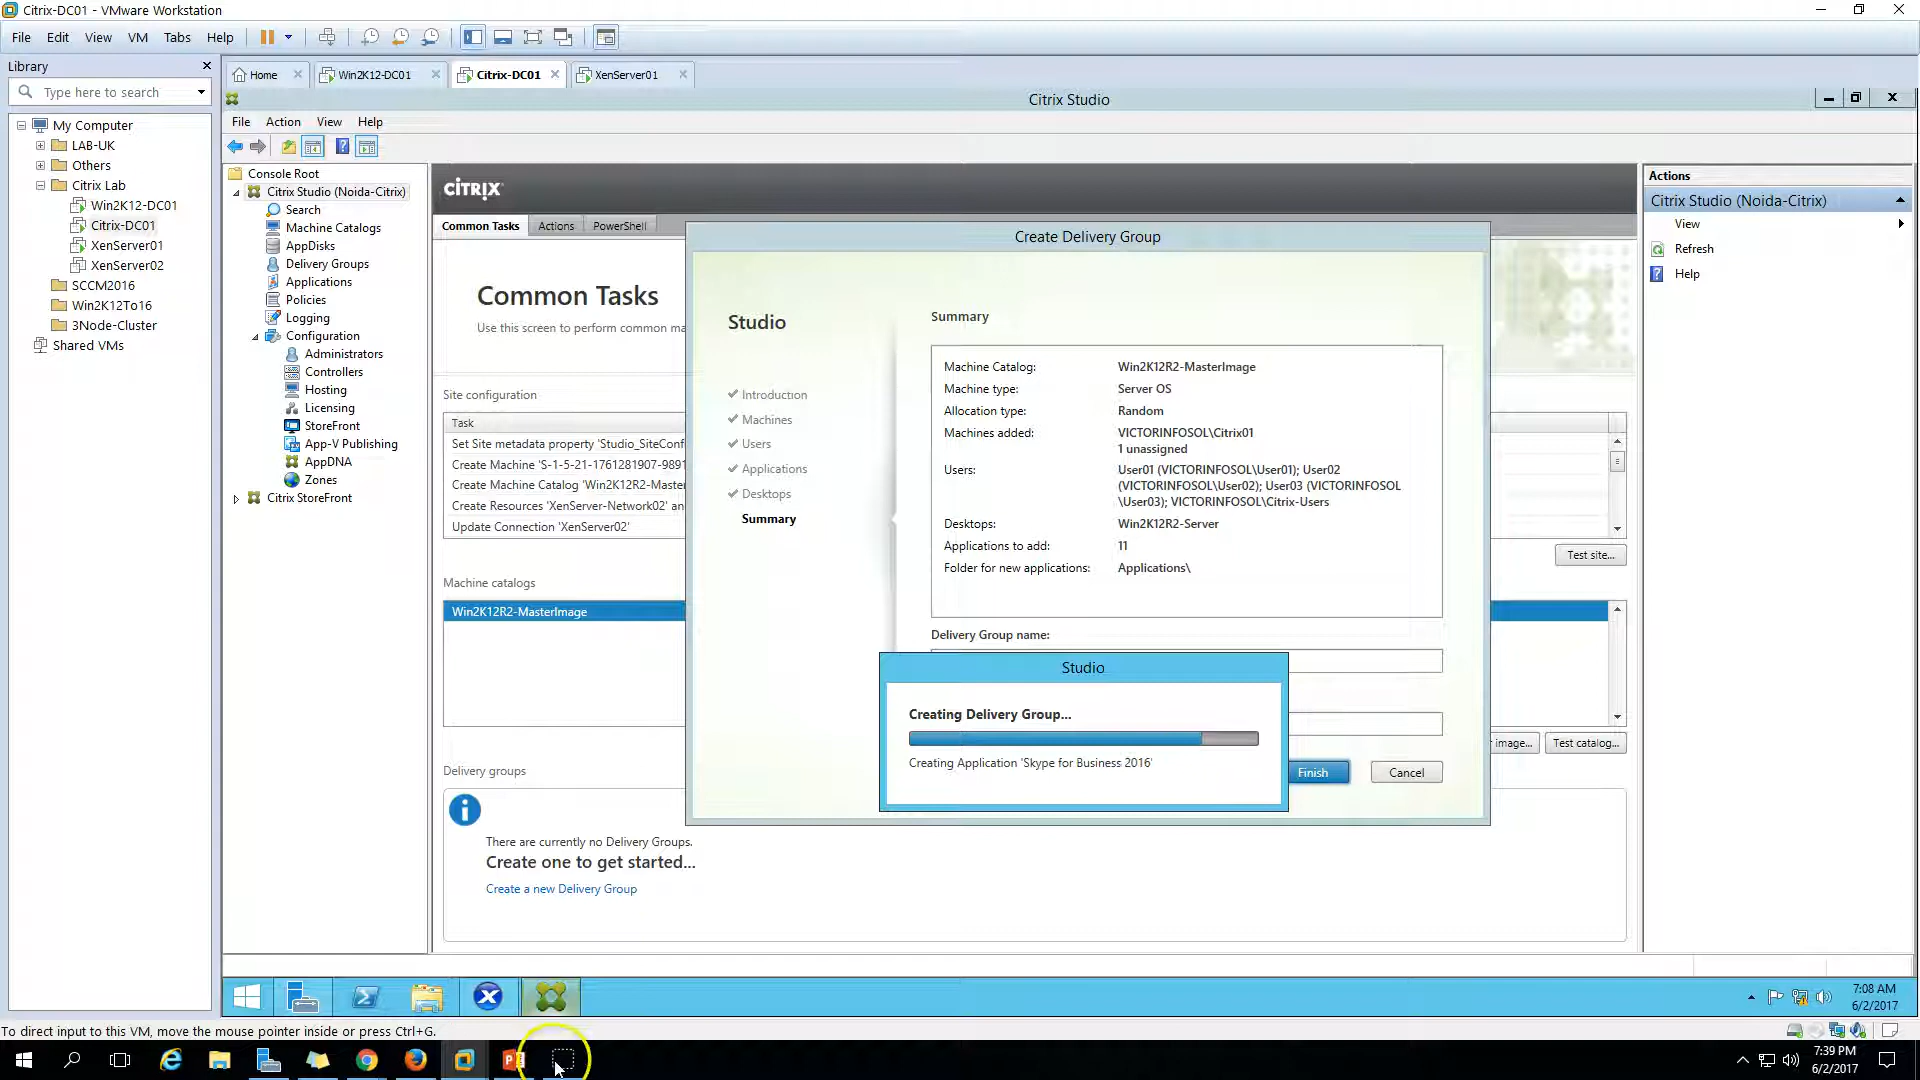 Citrix-DC01 - VMware Workstation
File Edit View VM Tabs Help
Library
Type here to search
My Computer
LAB-UK
Others
Citrix Lab
Win2K12-DC01
Citrix-DC01
XenServer01
XenServer02
SCCM2016
Win2K12To16
3Node-Cluster
Shared VMs
Home
Win2K12-DC01
Citrix-DC01
XenServer01
Citrix Studio
File Action View Help
Console Root
Citrix Studio (Noida-Citrix)
Search
Machine Catalogs
AppDisks
Delivery Groups
Applications
Policies
Logging
Configuration
Administrators
Controllers
Hosting
Licensing
StoreFront
App-V Publishing
AppDNA
Zones
Citrix StoreFront
CITRIX
Common Tasks Actions PowerShell
Common Tasks
Use this screen to perform common ma
Site configuration
Task
Set Site metadata property 'Studio_SiteConf
Create Machine 'S-1-5-21-1761281907-9891
Create Machine Catalog 'Win2K12R2-Master
Create Resources 'XenServer-Network02' an
Update Connection 'XenServer02'
Test site...
Machine catalogs
Win2K12R2-MasterImage
r image... Test catalog...
Delivery groups
There are currently no Delivery Groups.
Create one to get started...
Create a new Delivery Group
Create Delivery Group
Studio
Introduction
Machines
Users
Applications
Desktops
Summary
Summary
Machine Catalog: Win2K12R2-MasterImage
Machine type: Server OS
Allocation type: Random
Machines added: VICTORINFOSOL\Citrix01
1 unassigned
Users: User01 (VICTORINFOSOL\User01); User02
(VICTORINFOSOL\User02); User03 (VICTORINFOSOL
\User03); VICTORINFOSOL\Citrix-Users
Desktops: Win2K12R2-Server
Applications to add: 11
Folder for new applications: Applications\
Delivery Group name:
Studio
Creating Delivery Group...
Creating Application 'Skype for Business 2016'
Finish Cancel
Actions
Citrix Studio (Noida-Citrix)
View
Refresh
Help
7:08 AM
6/2/2017
To direct input to this VM, move the mouse pointer inside or press Ctrl+G.
7:39 PM
6/2/2017